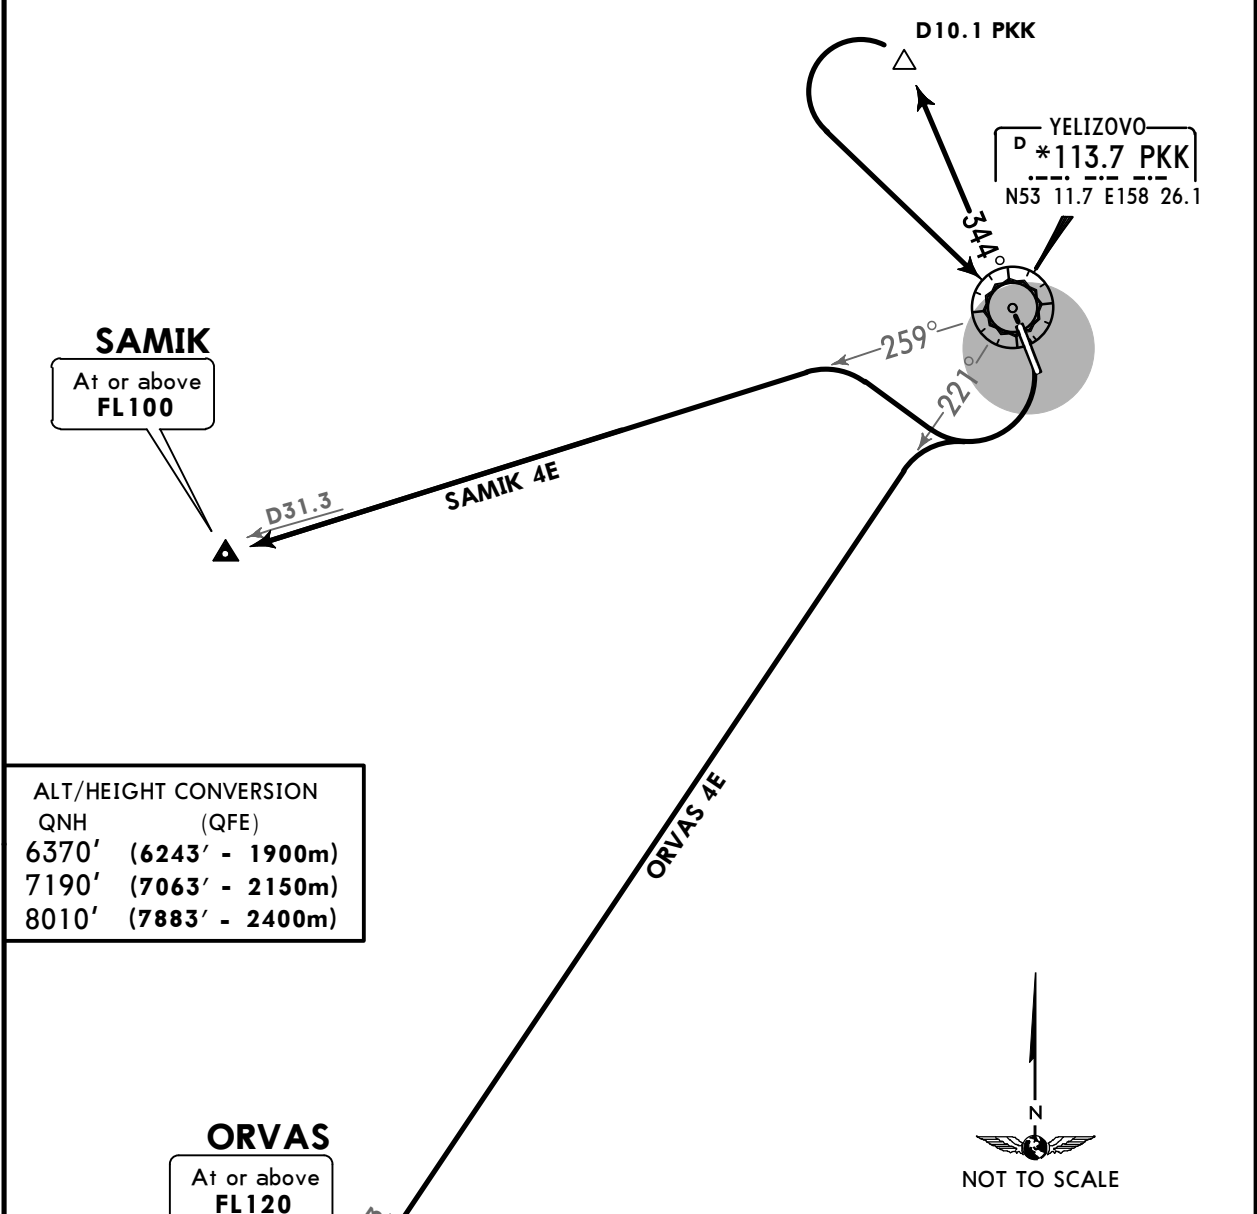 D10.1 PKK
YELIZOVO
D *113.7 PKK
N53 11.7 E158 26.1
344°
259°
221°
SAMIK
At or above
FL100
D31.3
SAMIK 4E
ORVAS 4E
ALT/HEIGHT CONVERSION
QNH (QFE)
6370' (6243' - 1900m)
7190' (7063' - 2150m)
8010' (7883' - 2400m)
ORVAS
At or above
FL120
N
NOT TO SCALE